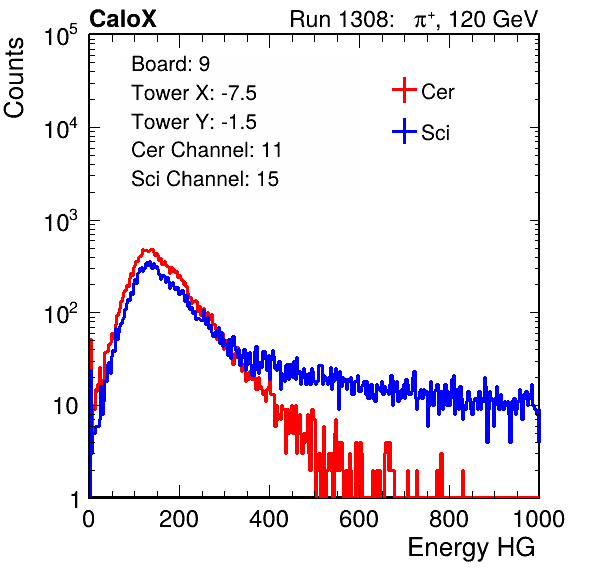 CaloX Run 1308: π⁺, 120 GeV
Counts
Board: 9
Tower X: -7.5
Tower Y: -1.5
Cer Channel: 11
Sci Channel: 15
Cer
Sci
10⁵
10⁴
10³
10²
10
1
0 200 400 600 800 1000
Energy HG